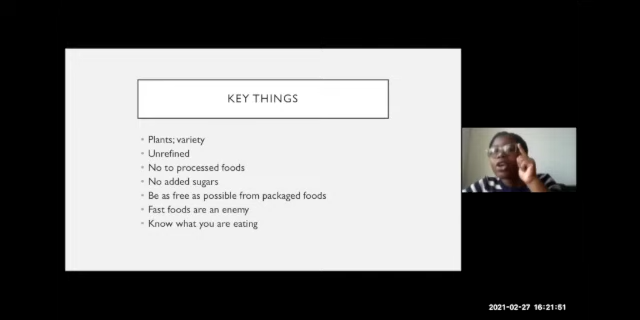 KEY THINGS
Plants; variety
Unrefined
No to processed foods
No added sugars
Be as free as possible from packaged foods
Fast foods are an enemy
Know what you are eating
2021-02-27 16:21:51